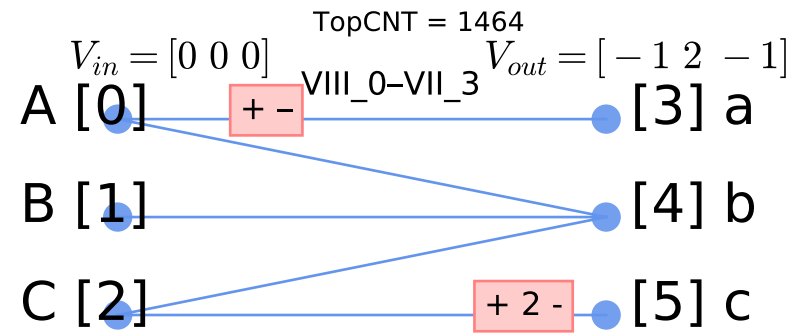 TopCNT = 1464
V_in = [0 0 0]
V_out = [ − 1 2 − 1]
VIII_0–VII_3
A [0]
+ –
[3] a
B [1]
[4] b
C [2]
+ 2 -
[5] c